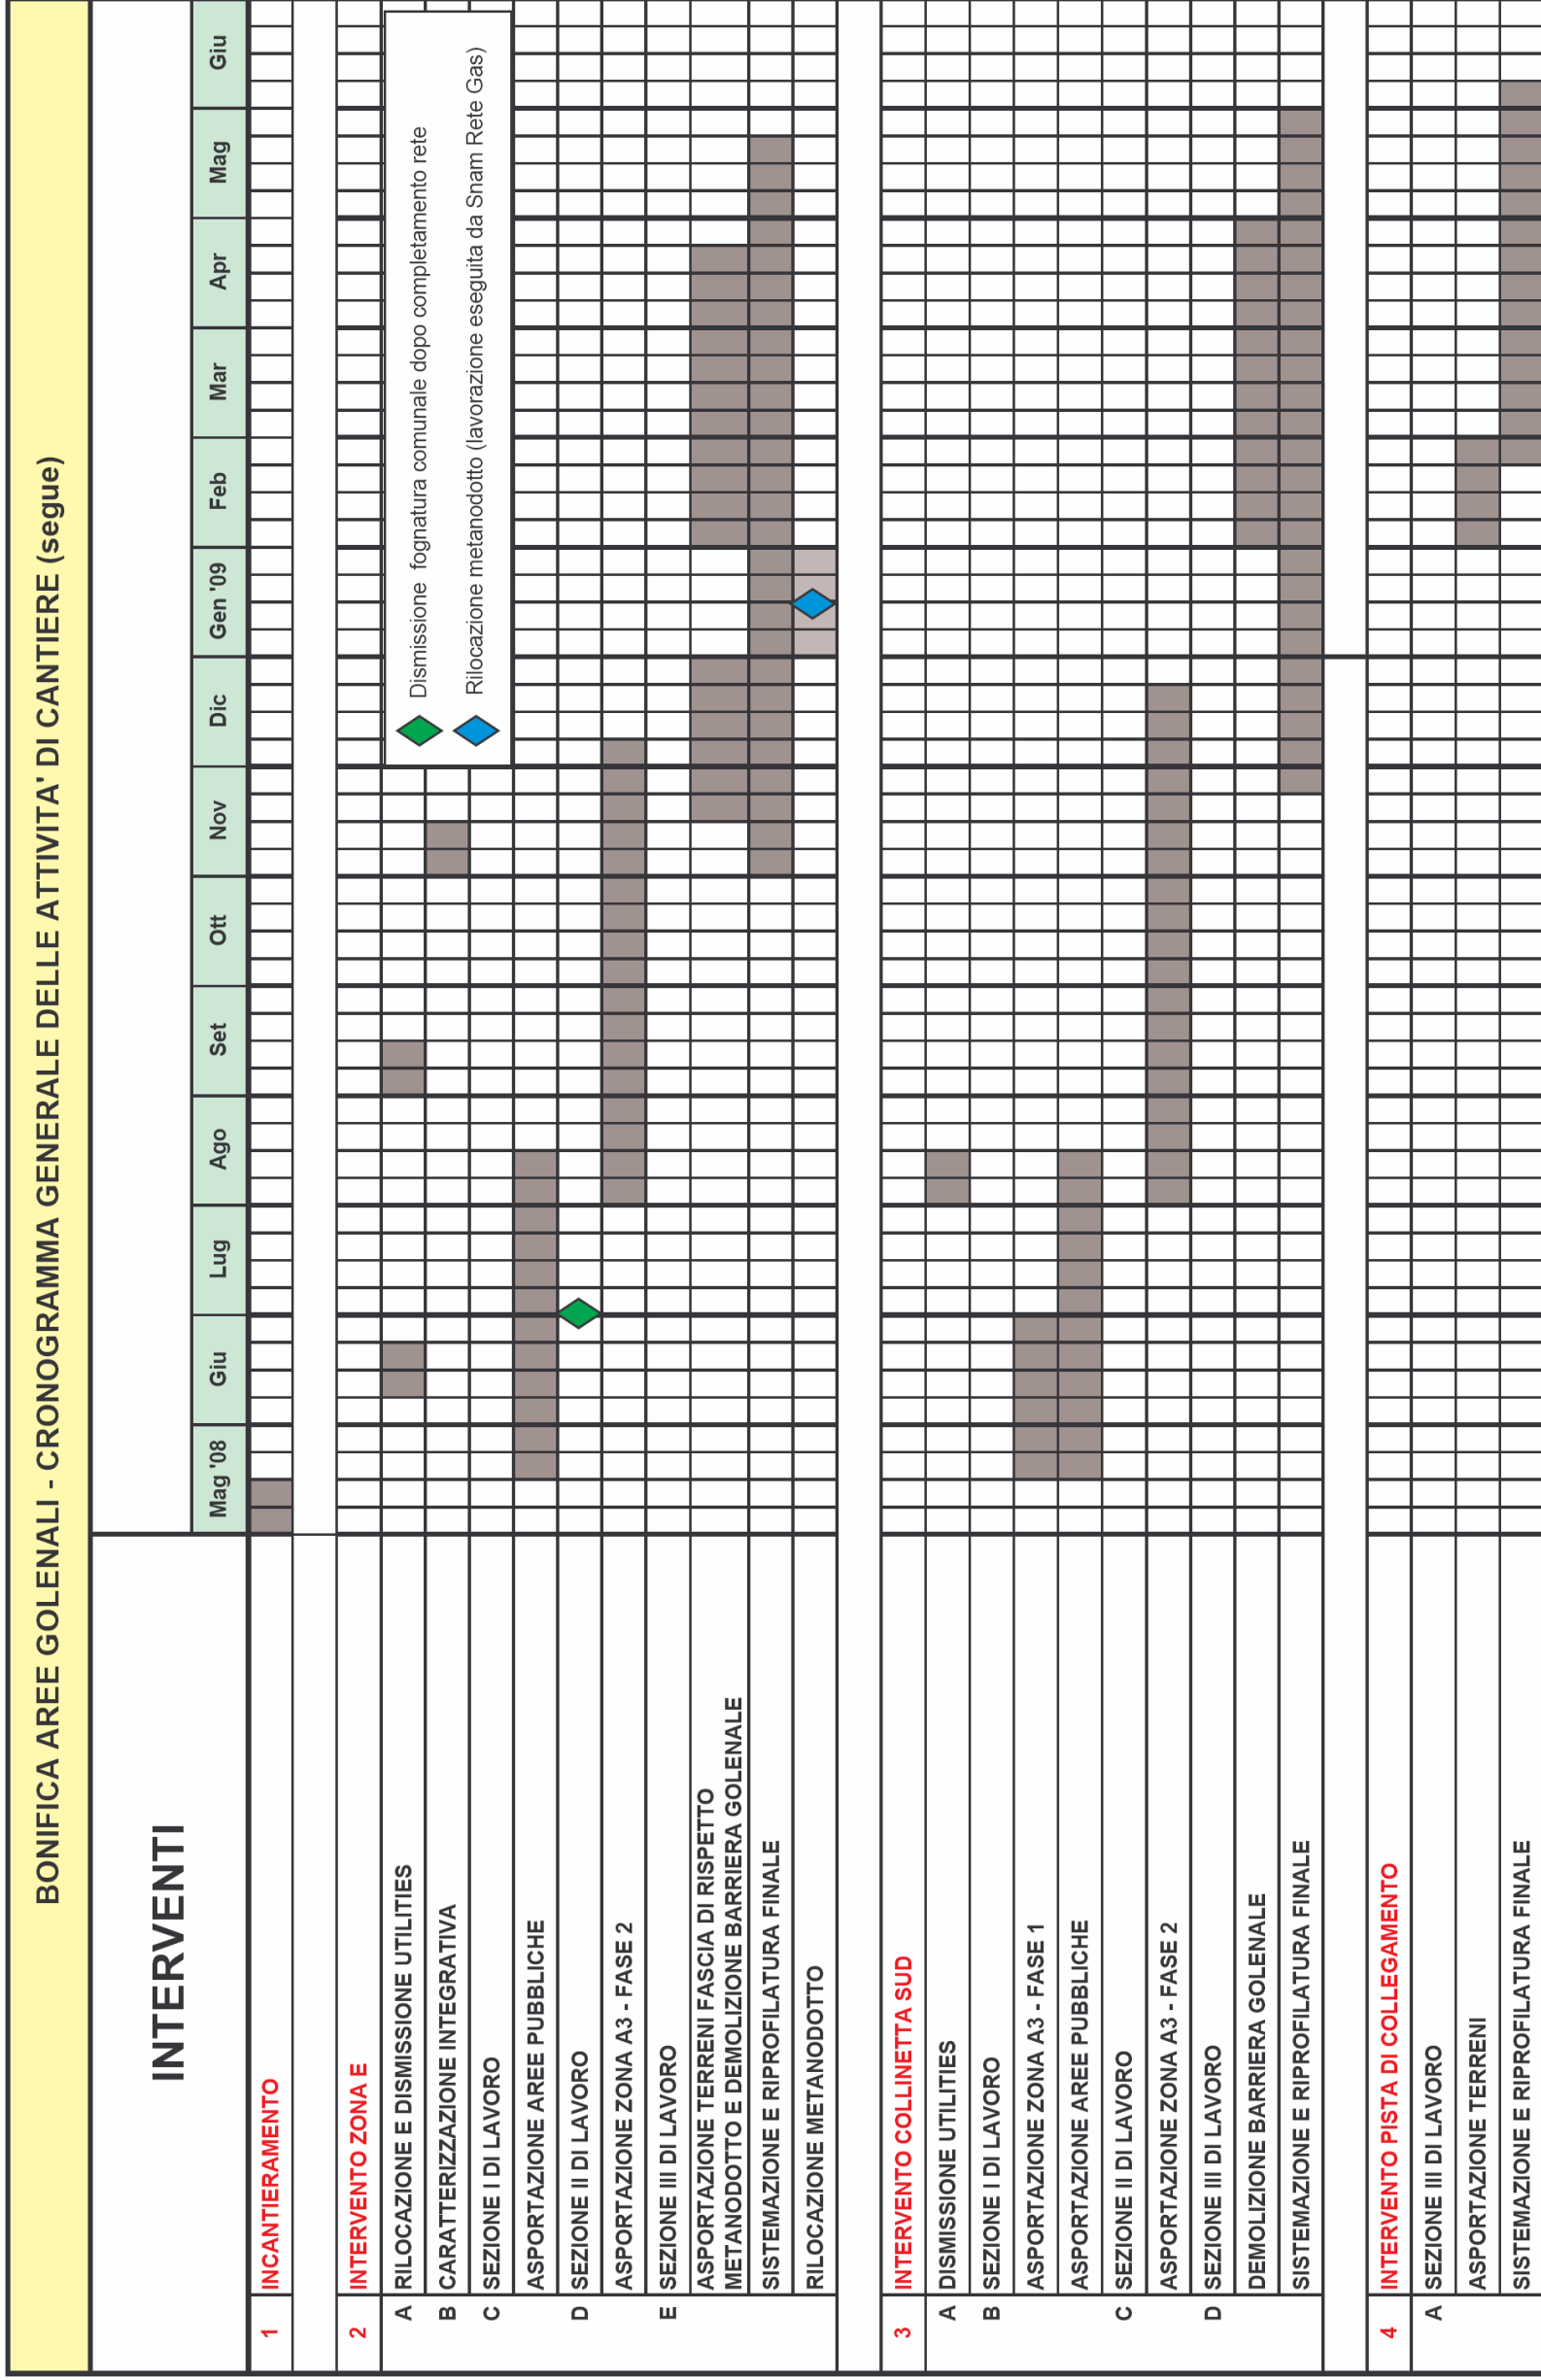 BONIFICA AREE GOLENALI - CRONOGRAMMA GENERALE DELLE ATTIVITA' DI CANTIERE (segue)
INTERVENTI
Mag '08 Giu Lug Ago Set Ott Nov Dic Gen '09 Feb Mar Apr Mag Giu
1 INCANTIERAMENTO
2 INTERVENTO ZONA E
A RILOCAZIONE E DISMISSIONE UTILITIES
Dismissione fognatura comunale dopo completamento rete
B CARATTERIZZAZIONE INTEGRATIVA
Rilocazione metanodotto (lavorazione eseguita da Snam Rete Gas)
C SEZIONE I DI LAVORO
ASPORTAZIONE AREE PUBBLICHE
D SEZIONE II DI LAVORO
ASPORTAZIONE ZONA A3 - FASE 2
E SEZIONE III DI LAVORO
ASPORTAZIONE TERRENI FASCIA DI RISPETTO
METANODOTTO E DEMOLIZIONE BARRIERA GOLENALE
SISTEMAZIONE E RIPROFILATURA FINALE
RILOCAZIONE METANODOTTO
3 INTERVENTO COLLINETTA SUD
A DISMISSIONE UTILITIES
B SEZIONE I DI LAVORO
ASPORTAZIONE ZONA A3 - FASE 1
ASPORTAZIONE AREE PUBBLICHE
C SEZIONE II DI LAVORO
ASPORTAZIONE ZONA A3 - FASE 2
D SEZIONE III DI LAVORO
DEMOLIZIONE BARRIERA GOLENALE
SISTEMAZIONE E RIPROFILATURA FINALE
4 INTERVENTO PISTA DI COLLEGAMENTO
A SEZIONE III DI LAVORO
ASPORTAZIONE TERRENI
SISTEMAZIONE E RIPROFILATURA FINALE